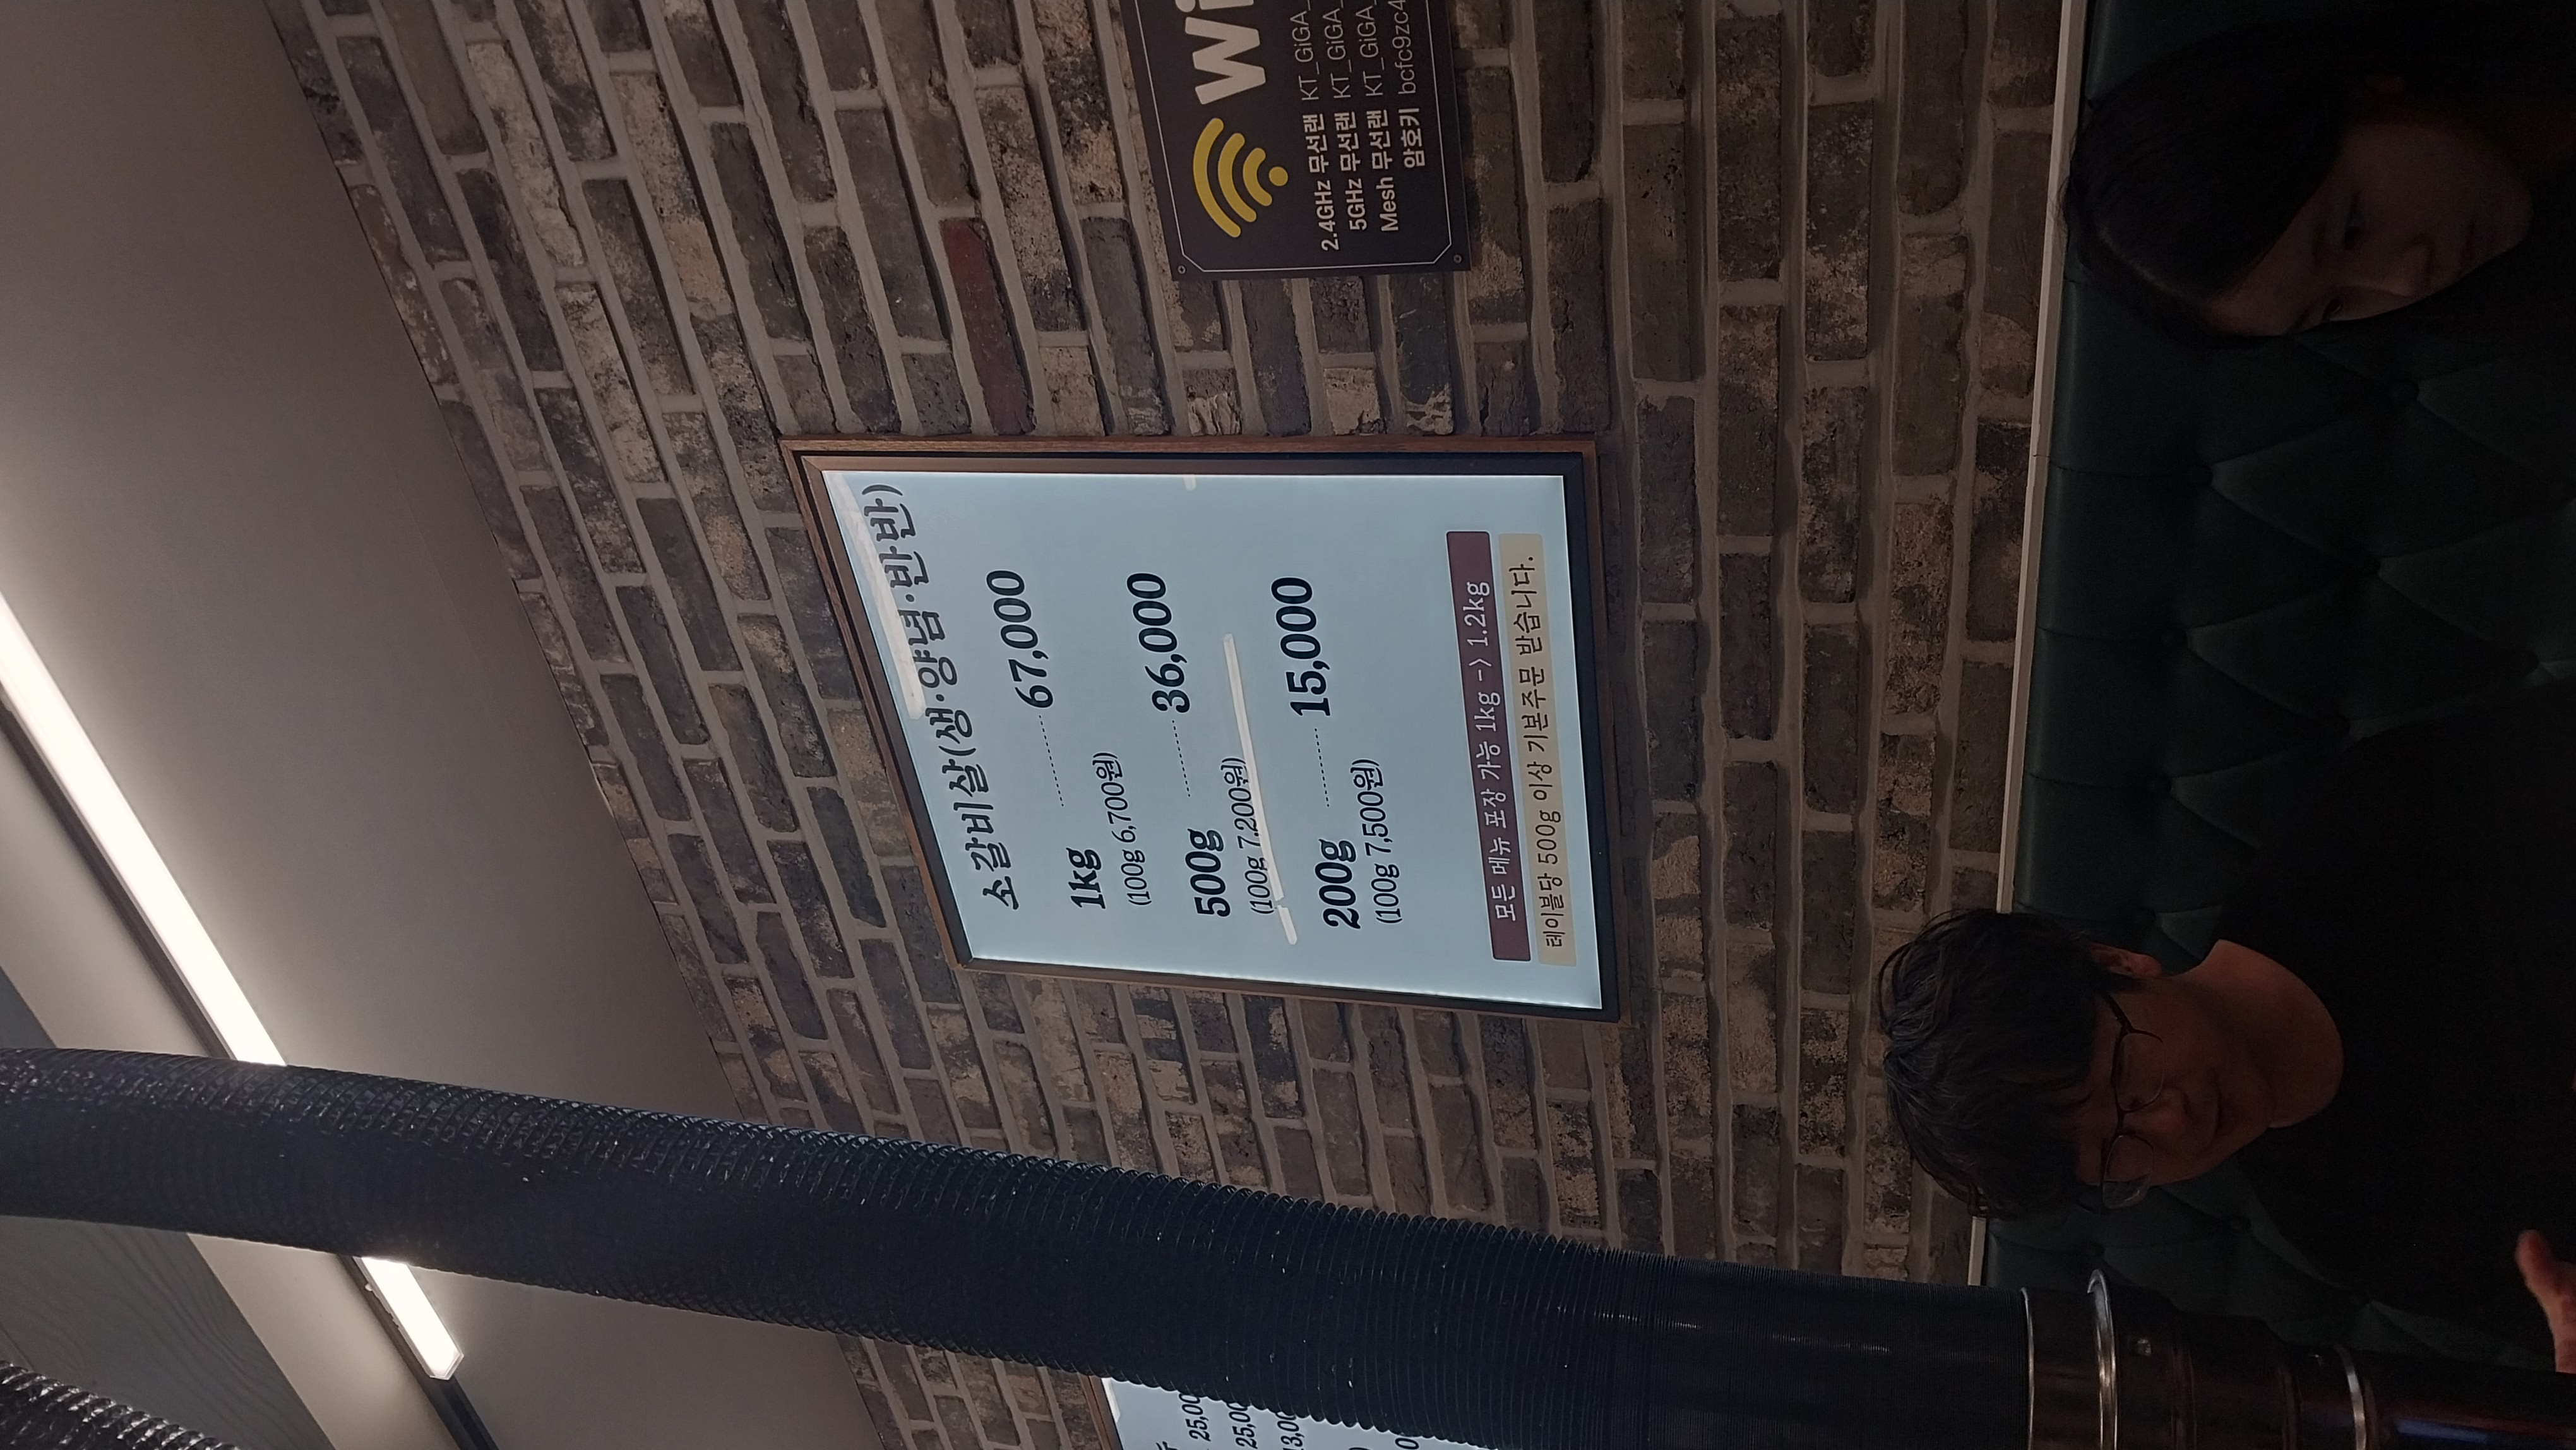 소갈비살(생·양념·반반)
1kg ········ 67,000
(100g 6,700원)
500g ········ 36,000
(100g 7,200원)
200g ········ 15,000
(100g 7,500원)
모든 메뉴 포장 가능 1kg -> 1.2kg
테이블당 500g 이상 기본주문 받습니다.
Wi
2.4GHz 무선랜 KT_GiGA_
5GHz 무선랜 KT_GiGA_
Mesh 무선랜 KT_GiGA_
암호키 bcfc9zc4
25,00
25,00